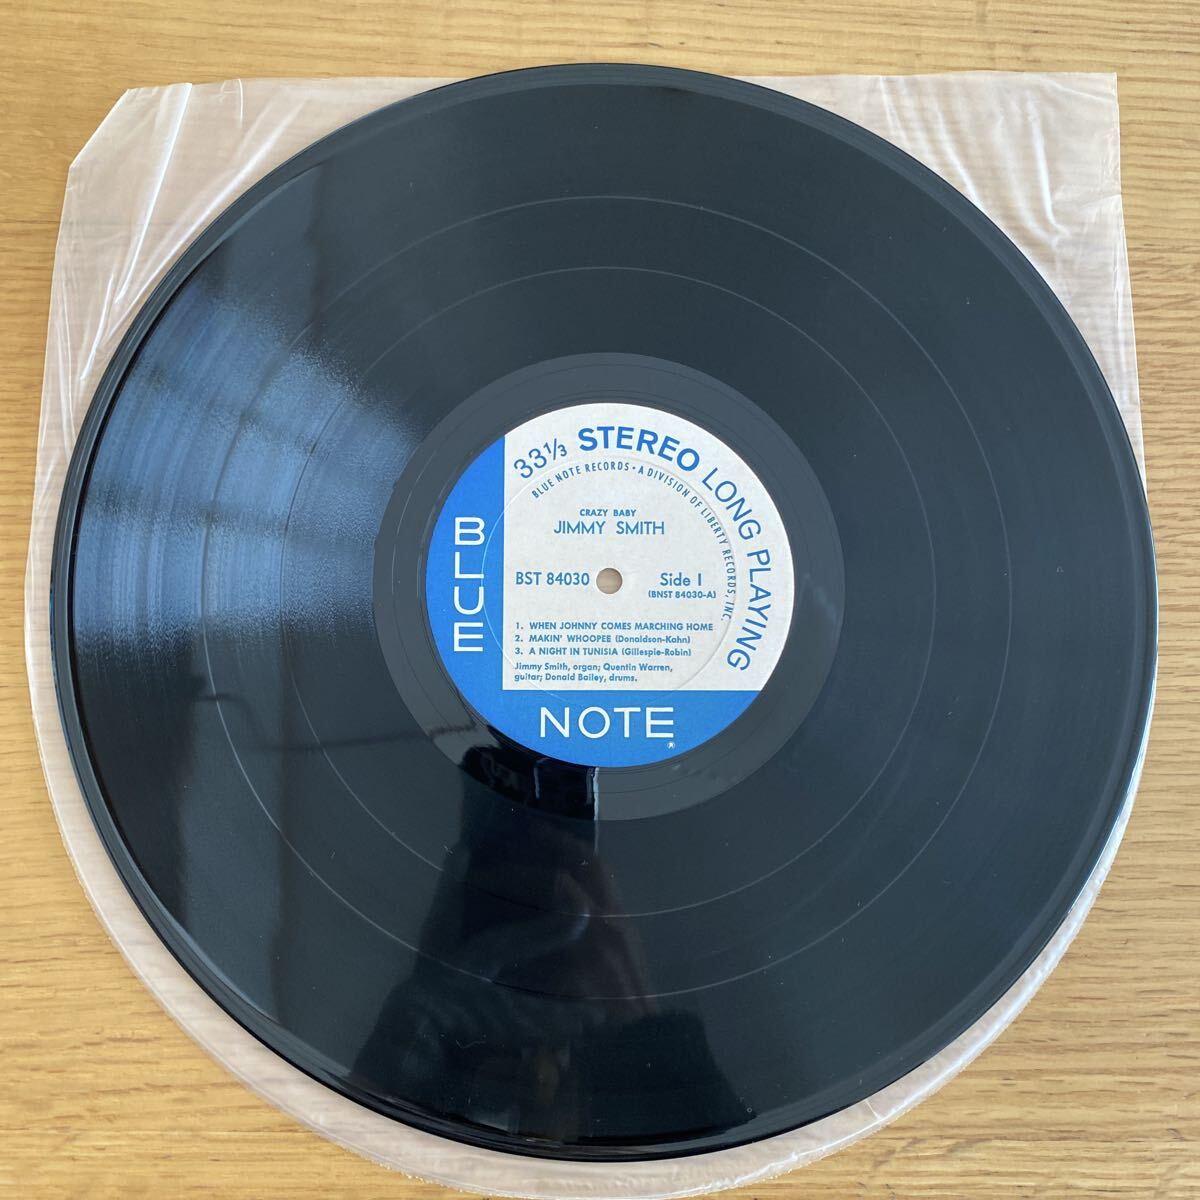 33⅓ STEREO LONG PLAYING
BLUE NOTE RECORDS • A DIVISION OF LIBERTY RECORDS, INC.
CRAZY BABY
JIMMY SMITH
BST 84030 Side I
(BNST 84030-A)
1. WHEN JOHNNY COMES MARCHING HOME
2. MAKIN' WHOOPEE (Donaldson-Kahn)
3. A NIGHT IN TUNISIA (Gillespie-Robin)
Jimmy Smith, organ; Quentin Warren,
guitar; Donald Bailey, drums.
BLUE
NOTE®